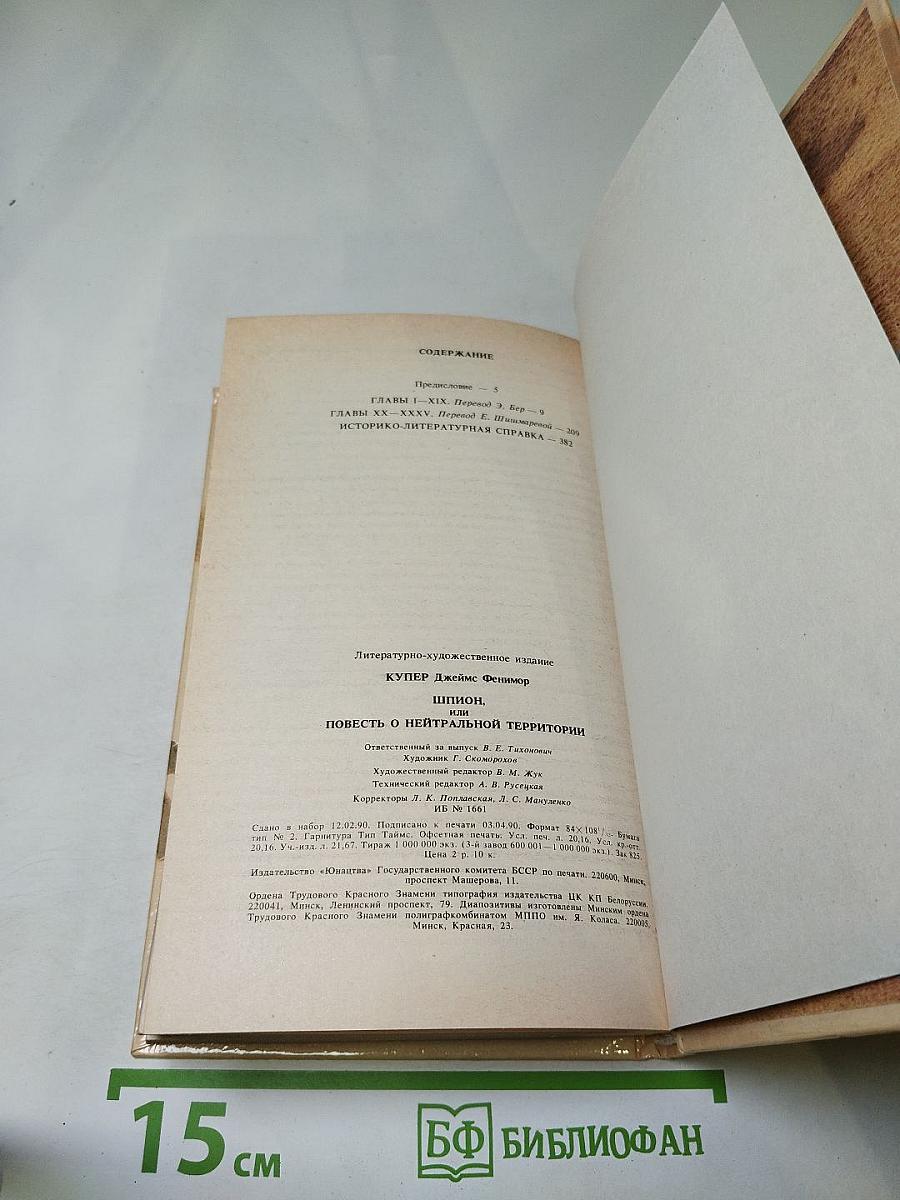 СОДЕРЖАНИЕ
Предисловие — 5
ГЛАВЫ I—XIX. Перевод Э. Бер — 9
ГЛАВЫ XX—XXXV. Перевод Е. Шишмаревой — 209
ИСТОРИКО-ЛИТЕРАТУРНАЯ СПРАВКА — 382
Литературно-художественное издание
КУПЕР Джеймс Фенимор
ШПИОН,
или
ПОВЕСТЬ О НЕЙТРАЛЬНОЙ ТЕРРИТОРИИ
Ответственный за выпуск В. Е. Тихонович
Художник Г. Скоморохов
Художественный редактор В. М. Жук
Технический редактор А. В. Русецкая
Корректоры Л. К. Поплавская, Л. С. Мануленко
ИБ № 1661
Сдано в набор 12.02.90. Подписано к печати 03.04.90. Формат 84×108¹/ Бумага
тип № 2. Гарнитура Тип Таймс. Офсетная печать. Усл. печ. л. 20,16. Усл. кр.-отт.
20,16. Уч.-изд. л. 21,67. Тираж 1 000 000 экз. (3-й завод 600 001—1 000 000 экз.). Зак 825.
Цена 2 р. 10 к.
Издательство «Юнацтва» Государственного комитета БССР по печати. 220600, Минск,
проспект Машерова, 11.
Ордена Трудового Красного Знамени типография издательства ЦК КП Белоруссии.
220041, Минск, Ленинский проспект, 79. Диапозитивы изготовлены Минским ордена
Трудового Красного Знамени полиграфкомбинатом МППО им. Я. Коласа. 220005,
Минск, Красная, 23.
15 см
БФ БИБЛИОФАН